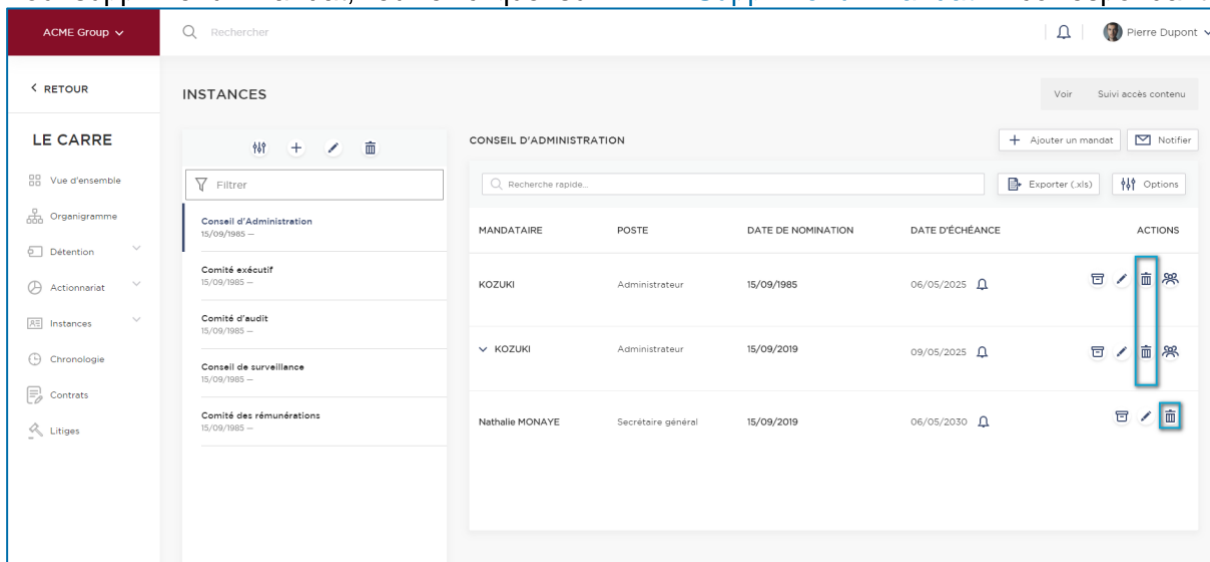 ACME Group
Rechercher
Pierre Dupont
RETOUR
INSTANCES
Voir
Suivi accès contenu
LE CARRE
Vue d'ensemble
Organigramme
Détention
Actionnariat
Instances
Chronologie
Contrats
Litiges
Filtrer
Conseil d'Administration
15/09/1985 —
Comité exécutif
15/09/1985 —
Comité d'audit
15/09/1985 —
Conseil de surveillance
15/09/1985 —
Comité des rémunérations
15/09/1985 —
CONSEIL D'ADMINISTRATION
+ Ajouter un mandat
Notifier
Recherche rapide...
Exporter (.xls)
Options
MANDATAIRE POSTE DATE DE NOMINATION DATE D'ÉCHÉANCE ACTIONS
KOZUKI Administrateur 15/09/1985 06/05/2025
KOZUKI Administrateur 15/09/2019 09/05/2025
Nathalie MONAYE Secrétaire général 15/09/2019 06/05/2030